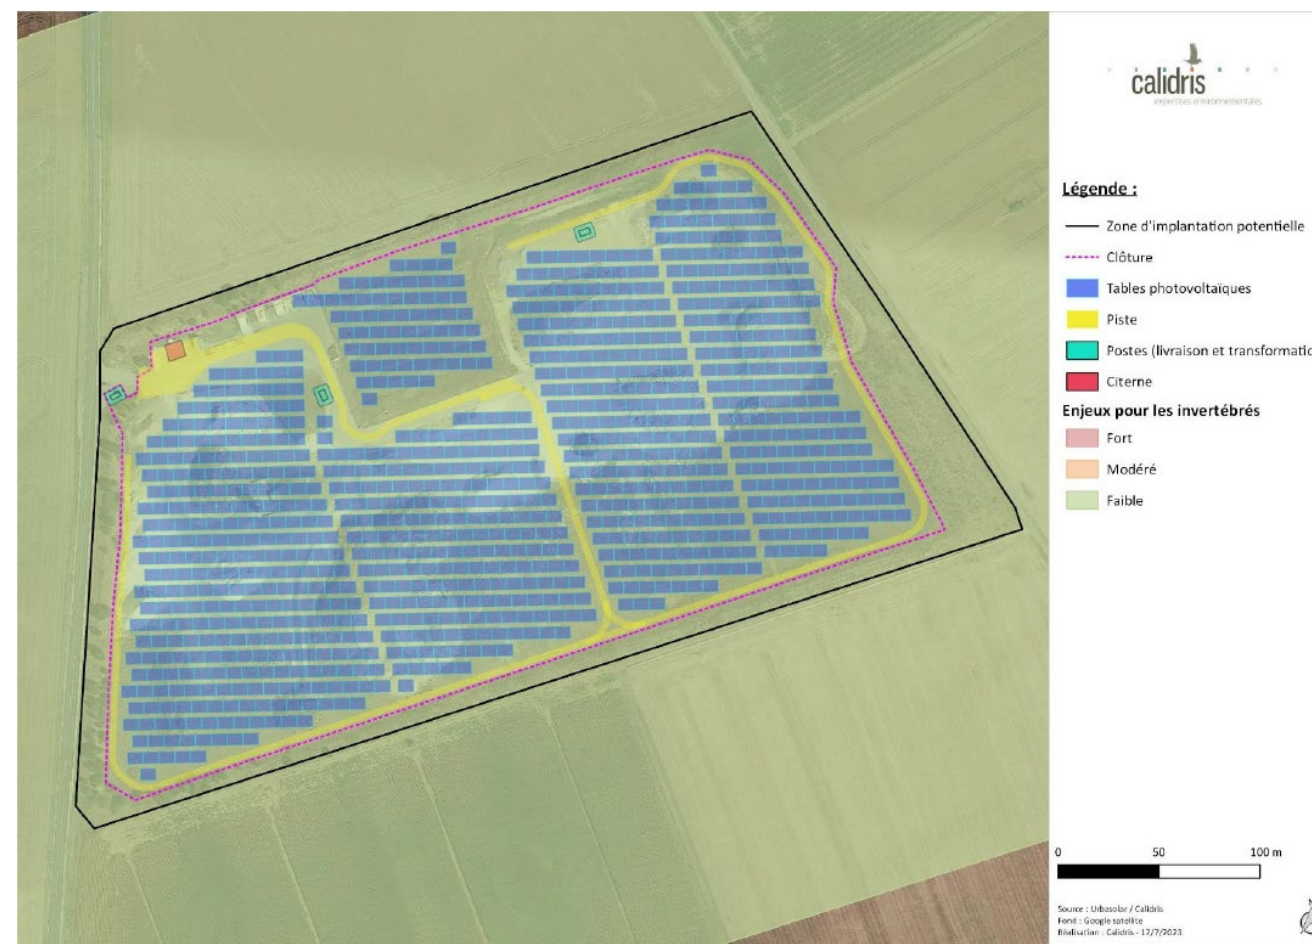 calidris
expertises environnementales
Légende :
Zone d'implantation potentielle
Clôture
Tables photovoltaïques
Piste
Postes (livraison et transformatio
Citerne
Enjeux pour les invertébrés
Fort
Modéré
Faible
0 50 100 m
Source : Urbasolar / Calidris
Fond : Google satellite
Réalisation : Calidris - 17/7/2023